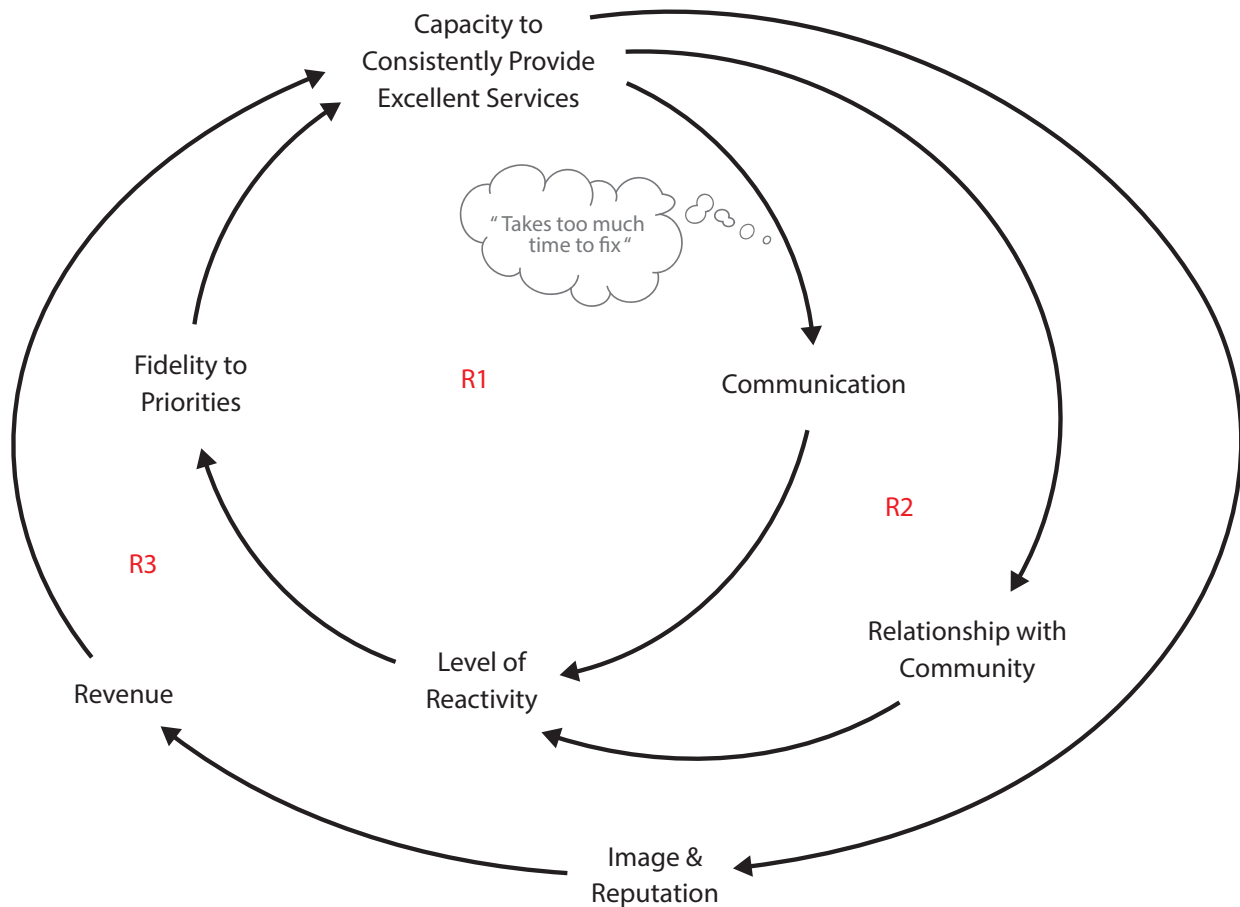 Capacity to
Consistently Provide
Excellent Services
“ Takes too much
time to fix “
Fidelity to
Priorities
R1
Communication
R2
R3
Relationship with
Community
Level of
Reactivity
Revenue
Image &
Reputation